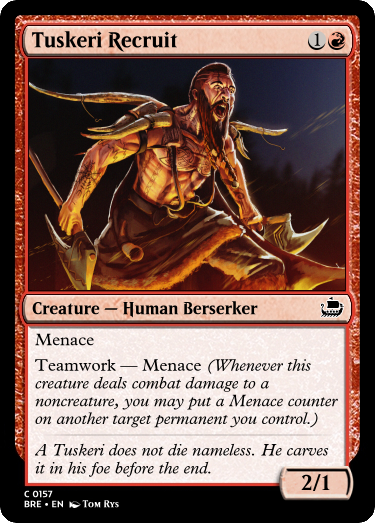 Tuskeri Recruit 1
Creature — Human Berserker
Menace
Teamwork — Menace (Whenever this
creature deals combat damage to a
noncreature, you may put a Menace counter
on another target permanent you control.)
A Tuskeri does not die nameless. He carves
it in his foe before the end.
2/1
C 0157
BRE • EN Tom Rys